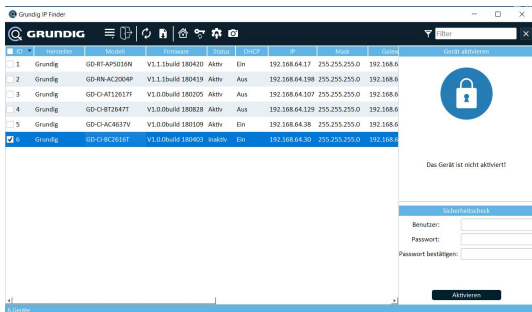 Grundig IP Finder
GRUNDIG
Filter
ID Hersteller Modell Firmware Status DHCP IP Mask Gatew
Gerät aktivieren
1 Grundig GD-RT-AP5016N V1.1.1build 180420 Aktiv Ein 192.168.64.17 255.255.255.0 192.168.6
2 Grundig GD-RN-AC2004P V1.1.1build 180419 Aktiv Aus 192.168.64.198 255.255.255.0 192.168.6
3 Grundig GD-CI-AT12617F V1.0.0build 180205 Aktiv Aus 192.168.64.107 255.255.255.0 192.168.6
4 Grundig GD-CI-BT2647T V1.0.0build 180828 Aktiv Aus 192.168.64.129 255.255.255.0 192.168.6
5 Grundig GD-CI-AC4637V V1.0.0build 180109 Aktiv Ein 192.168.64.38 255.255.255.0 192.168.6
6 Grundig GD-CI-BC2616T V1.0.0build 180403 Inaktiv Aus 192.168.64.30 255.255.255.0 192.168.6
Das Gerät ist nicht aktiviert!
Sicherheitscheck
Benutzer:
Passwort:
Passwort bestätigen:
Aktivieren
6 Geräte